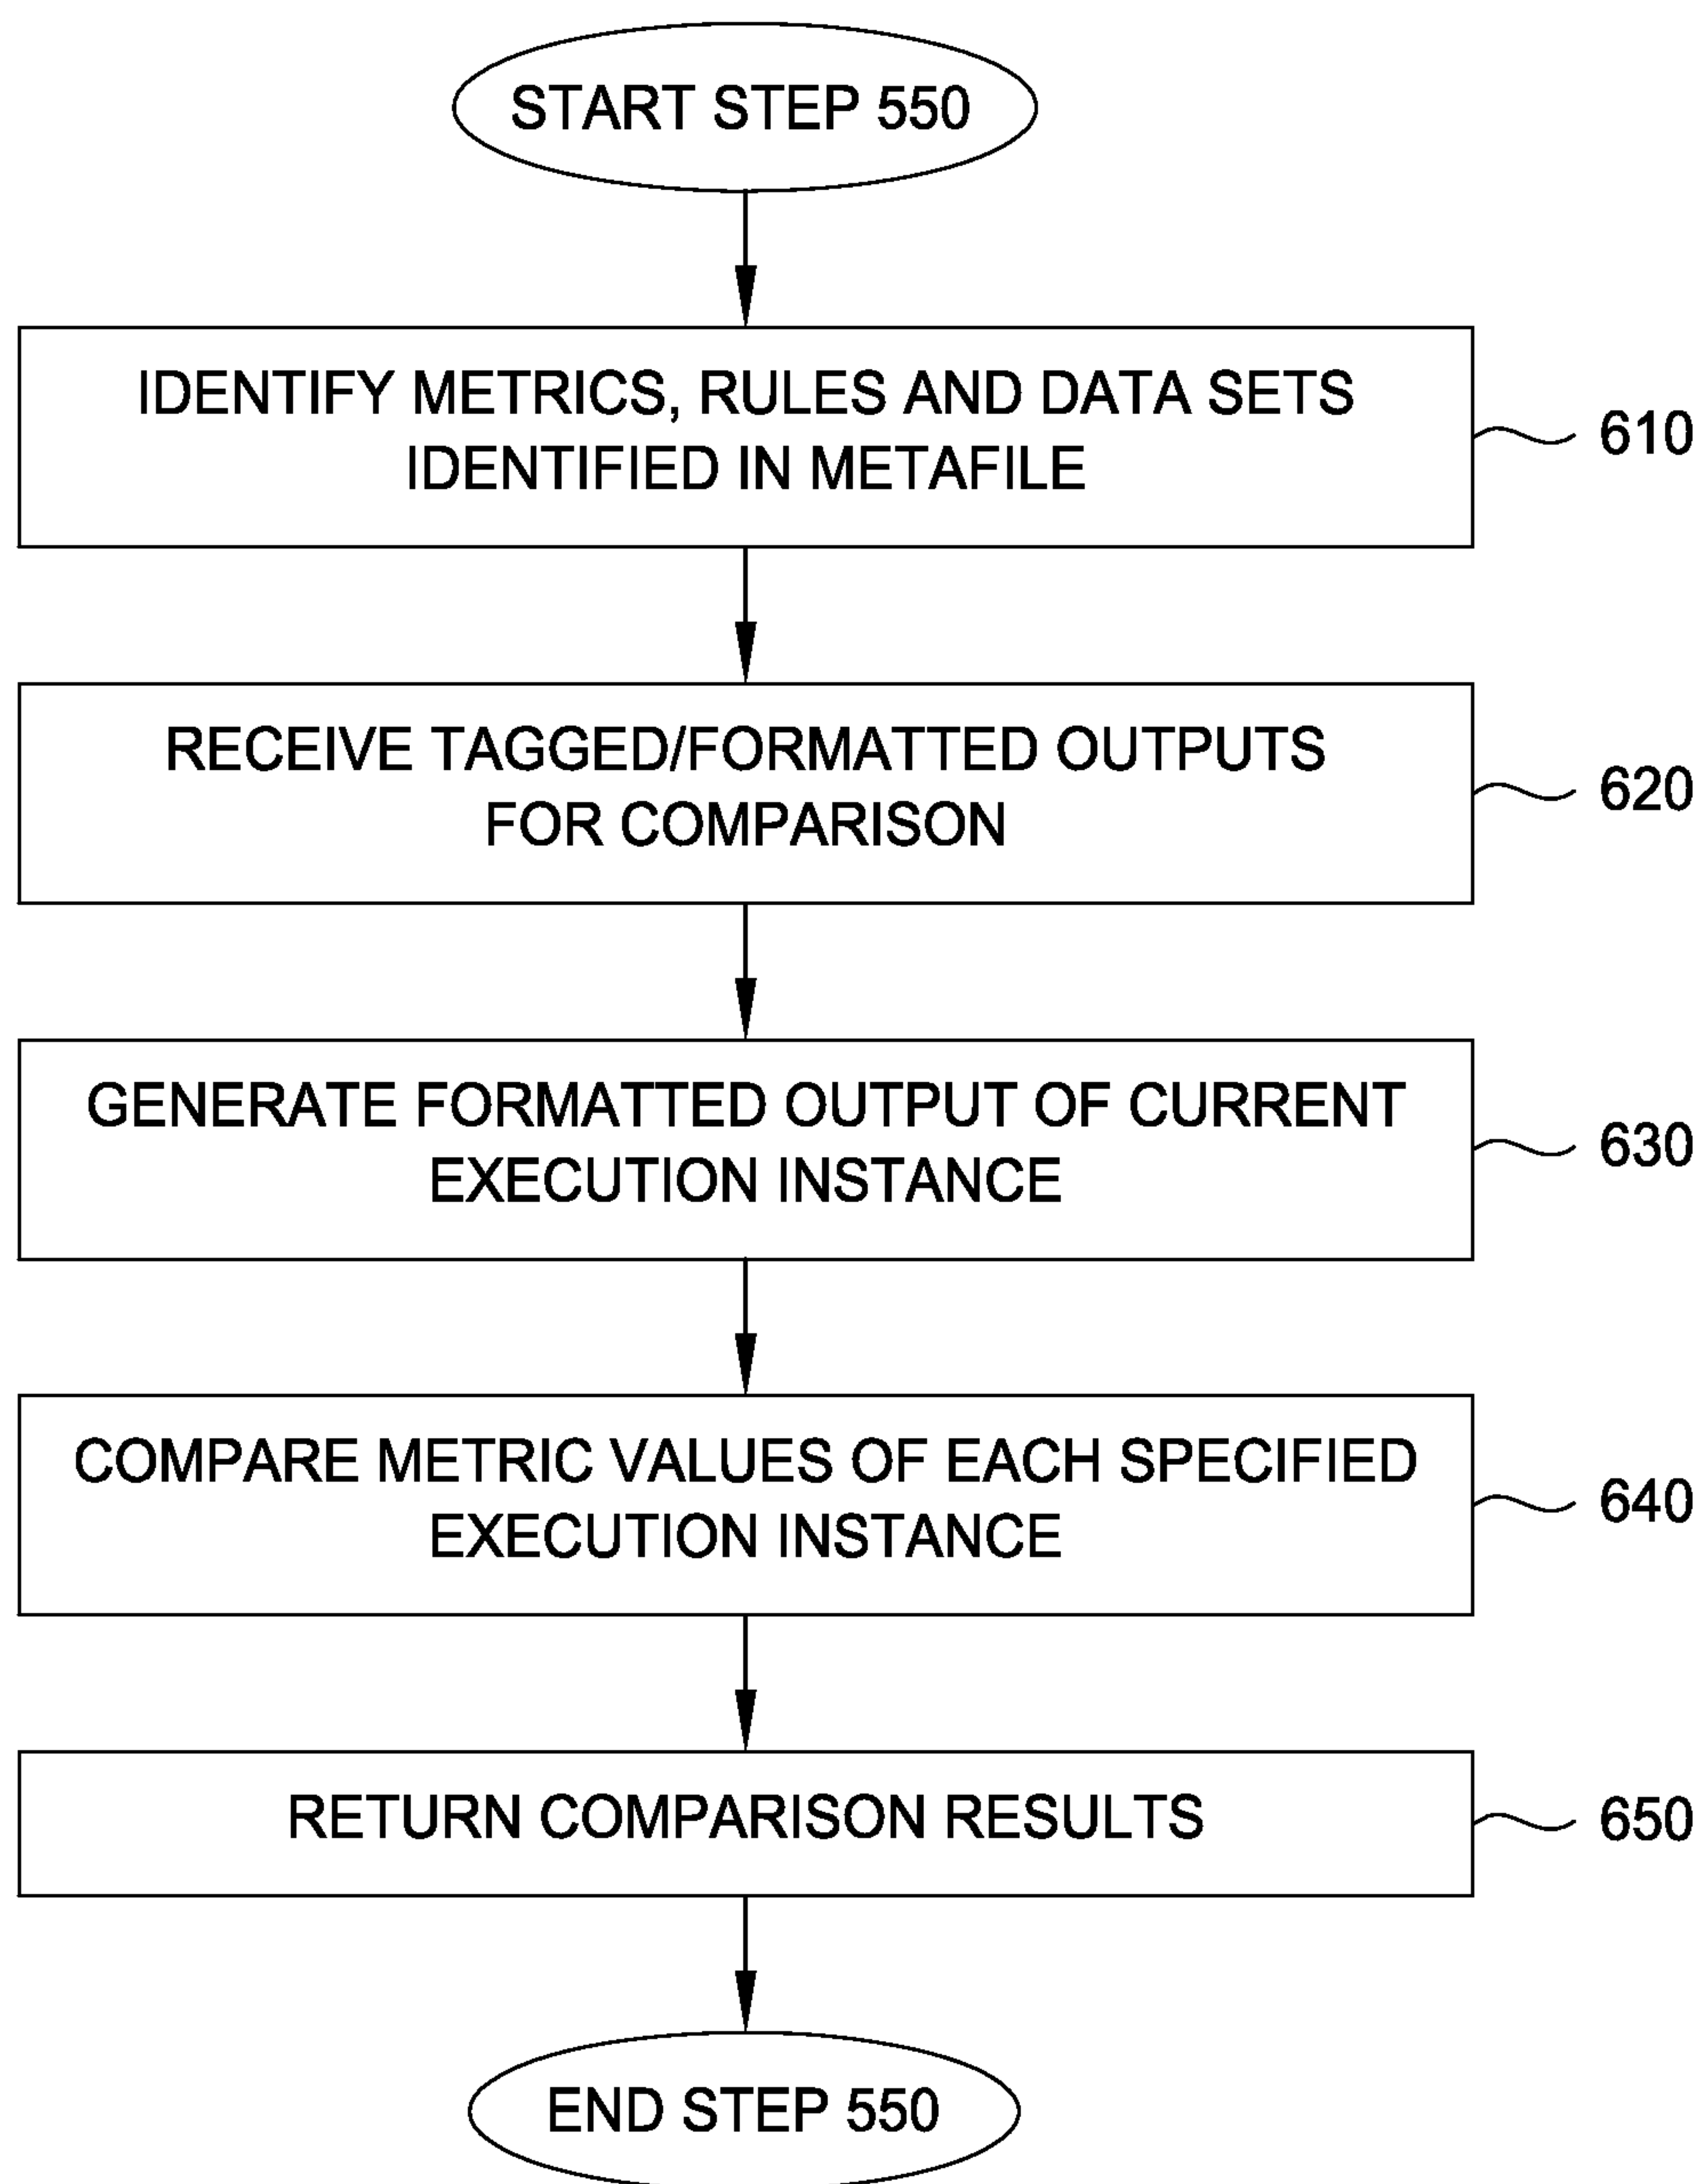 START STEP 550
IDENTIFY METRICS, RULES AND DATA SETS
IDENTIFIED IN METAFILE
610
RECEIVE TAGGED/FORMATTED OUTPUTS
FOR COMPARISON
620
GENERATE FORMATTED OUTPUT OF CURRENT
EXECUTION INSTANCE
630
COMPARE METRIC VALUES OF EACH SPECIFIED
EXECUTION INSTANCE
640
RETURN COMPARISON RESULTS
650
END STEP 550